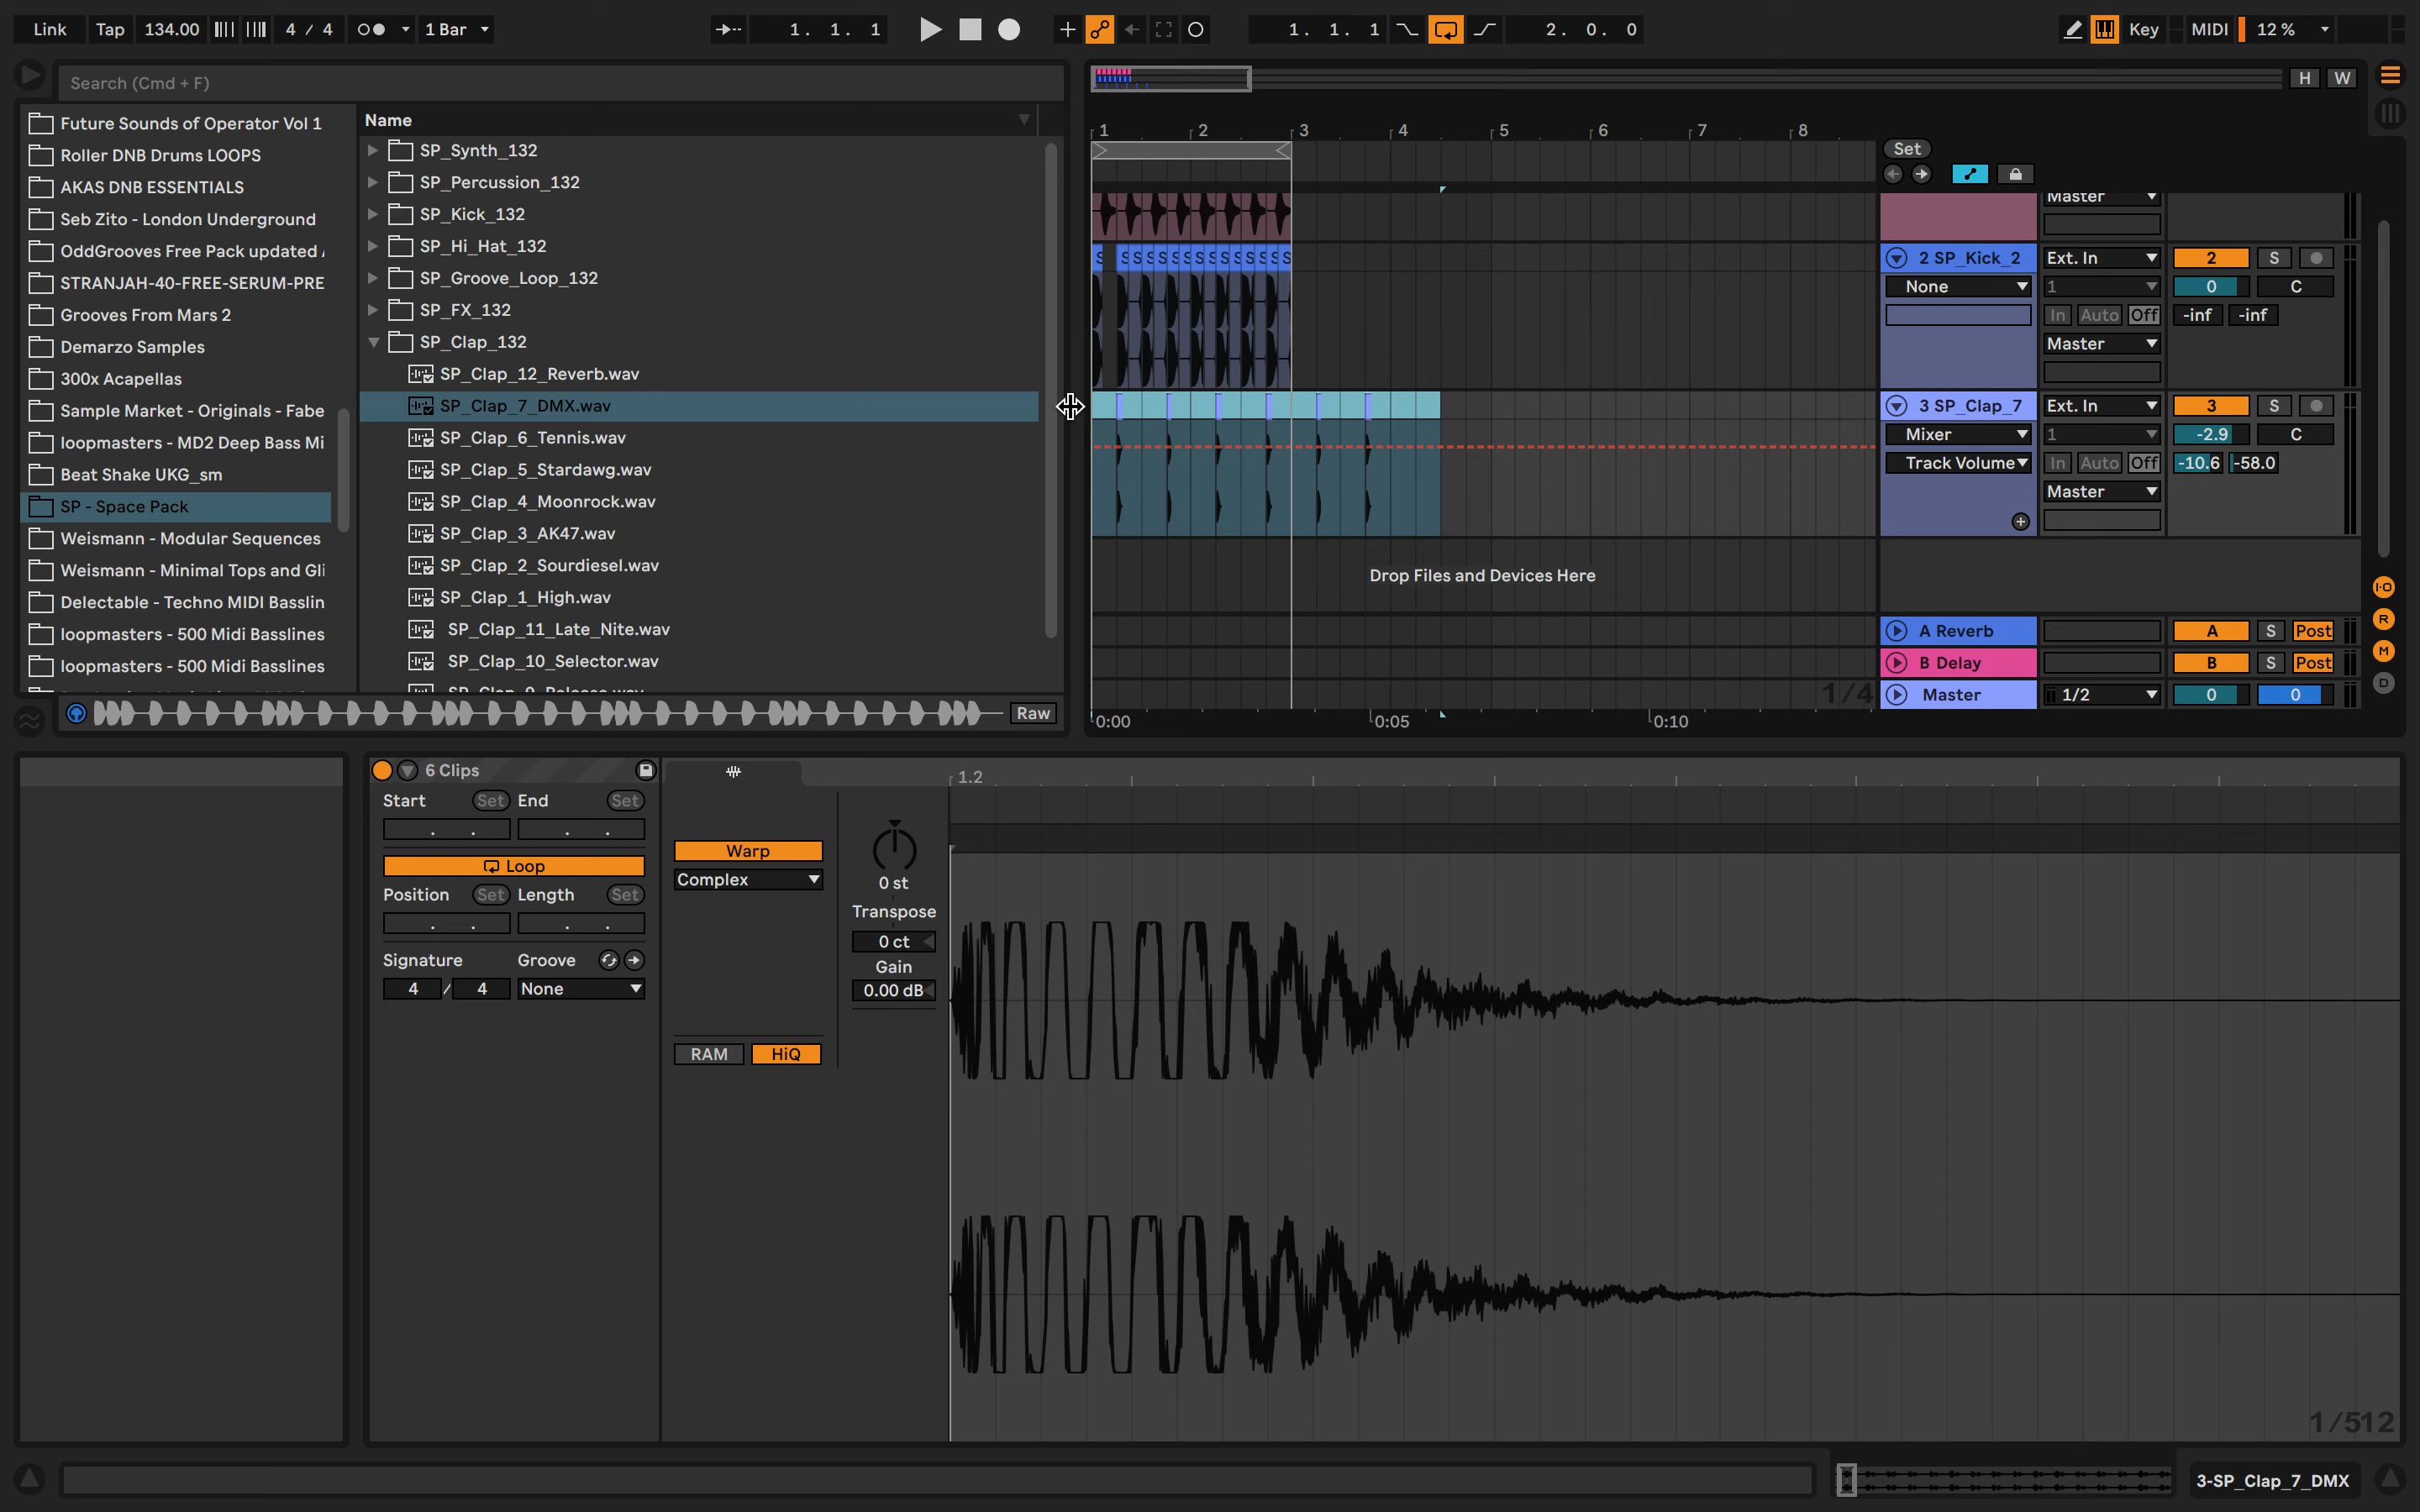 Link Tap 134.00 4 / 4 1 Bar 1. 1. 1 1. 1. 1 2. 0. 0 Key MIDI 12 %
Search (Cmd + F)
H W
Future Sounds of Operator Vol 1
Roller DNB Drums LOOPS
AKAS DNB ESSENTIALS
Seb Zito - London Underground
OddGrooves Free Pack updated
STRANJAH-40-FREE-SERUM-PRE
Grooves From Mars 2
Demarzo Samples
300x Acapellas
Sample Market - Originals - Fabe
loopmasters - MD2 Deep Bass Mi
Beat Shake UKG_sm
SP - Space Pack
Weismann - Modular Sequences
Weismann - Minimal Tops and Gli
Delectable - Techno MIDI Basslin
loopmasters - 500 Midi Basslines
loopmasters - 500 Midi Basslines
Name
SP_Synth_132
SP_Percussion_132
SP_Kick_132
SP_Hi_Hat_132
SP_Groove_Loop_132
SP_FX_132
SP_Clap_132
SP_Clap_12_Reverb.wav
SP_Clap_7_DMX.wav
SP_Clap_6_Tennis.wav
SP_Clap_5_Stardawg.wav
SP_Clap_4_Moonrock.wav
SP_Clap_3_AK47.wav
SP_Clap_2_Sourdiesel.wav
SP_Clap_1_High.wav
SP_Clap_11_Late_Nite.wav
SP_Clap_10_Selector.wav
Raw
1 2 3 4 5 6 7 8
Set
Master
S S S S S S S S S S S S S S S
2 SP_Kick_2 Ext. In 2 S
None 1 0 C
In Auto Off -inf -inf
Master
3 SP_Clap_7 Ext. In 3 S
Mixer 1 -2.9 C
Track Volume In Auto Off -10.6 -58.0
Master
Drop Files and Devices Here
I·O
A Reverb A S Post R
B Delay B S Post M
1/4 Master 1/2 0 0 D
0:00 0:05 0:10
6 Clips
Start Set End Set
. . . .
Loop
Position Set Length Set
. . . .
Signature Groove
4 / 4 None
Warp
Complex
RAM HiQ
0 st
Transpose
0 ct
Gain
0.00 dB
1.2
1/512
3-SP_Clap_7_DMX